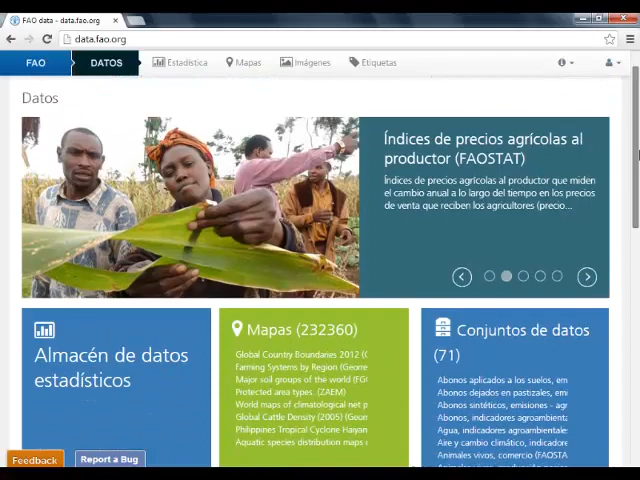 FAO data - data.fao.org
data.fao.org
FAO
DATOS
Estadística
Mapas
Imágenes
Etiquetas
Datos
Índices de precios agrícolas al
productor (FAOSTAT)
Índices de precios agrícolas al productor que miden
el cambio anual a lo largo del tiempo en los precios
de venta que reciben los agricultores (precio...
Almacén de datos
estadísticos
Mapas (232360)
Global Country Boundaries 2012 (G
Farming Systems by Region (Geone
Major soil groups of the world (FG
Protected area types. (ZAEM)
World maps of climatological net p
Global Cattle Density (2005) (Geon
Philippines Tropical Cyclone Haiyan
Aquatic species distribution maps
Conjuntos de datos
(71)
Abonos aplicados a los suelos, em
Abonos dejados en pastizales, emi
Abonos sintéticos, emisiones - agr
Abonos, indicadores agroambienta
Agua, indicadores agroambientale
Aire y cambio climático, indicadore
Animales vivos, comercio (FAOSTA
Feedback
Report a Bug